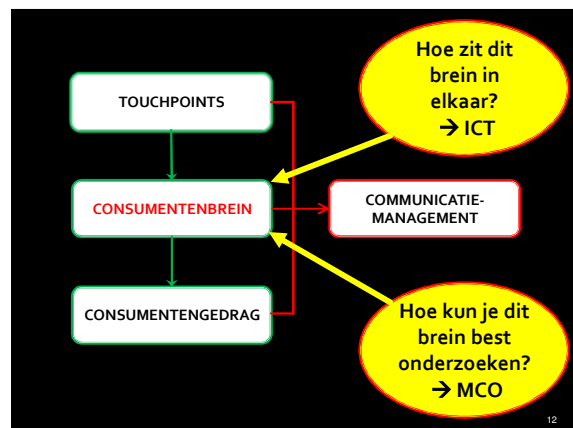 Hoe zit dit
brein in
elkaar?
→ ICT
TOUCHPOINTS
CONSUMENTENBREIN
COMMUNICATIE-
MANAGEMENT
CONSUMENTENGEDRAG
Hoe kun je dit
brein best
onderzoeken?
→ MCO
12